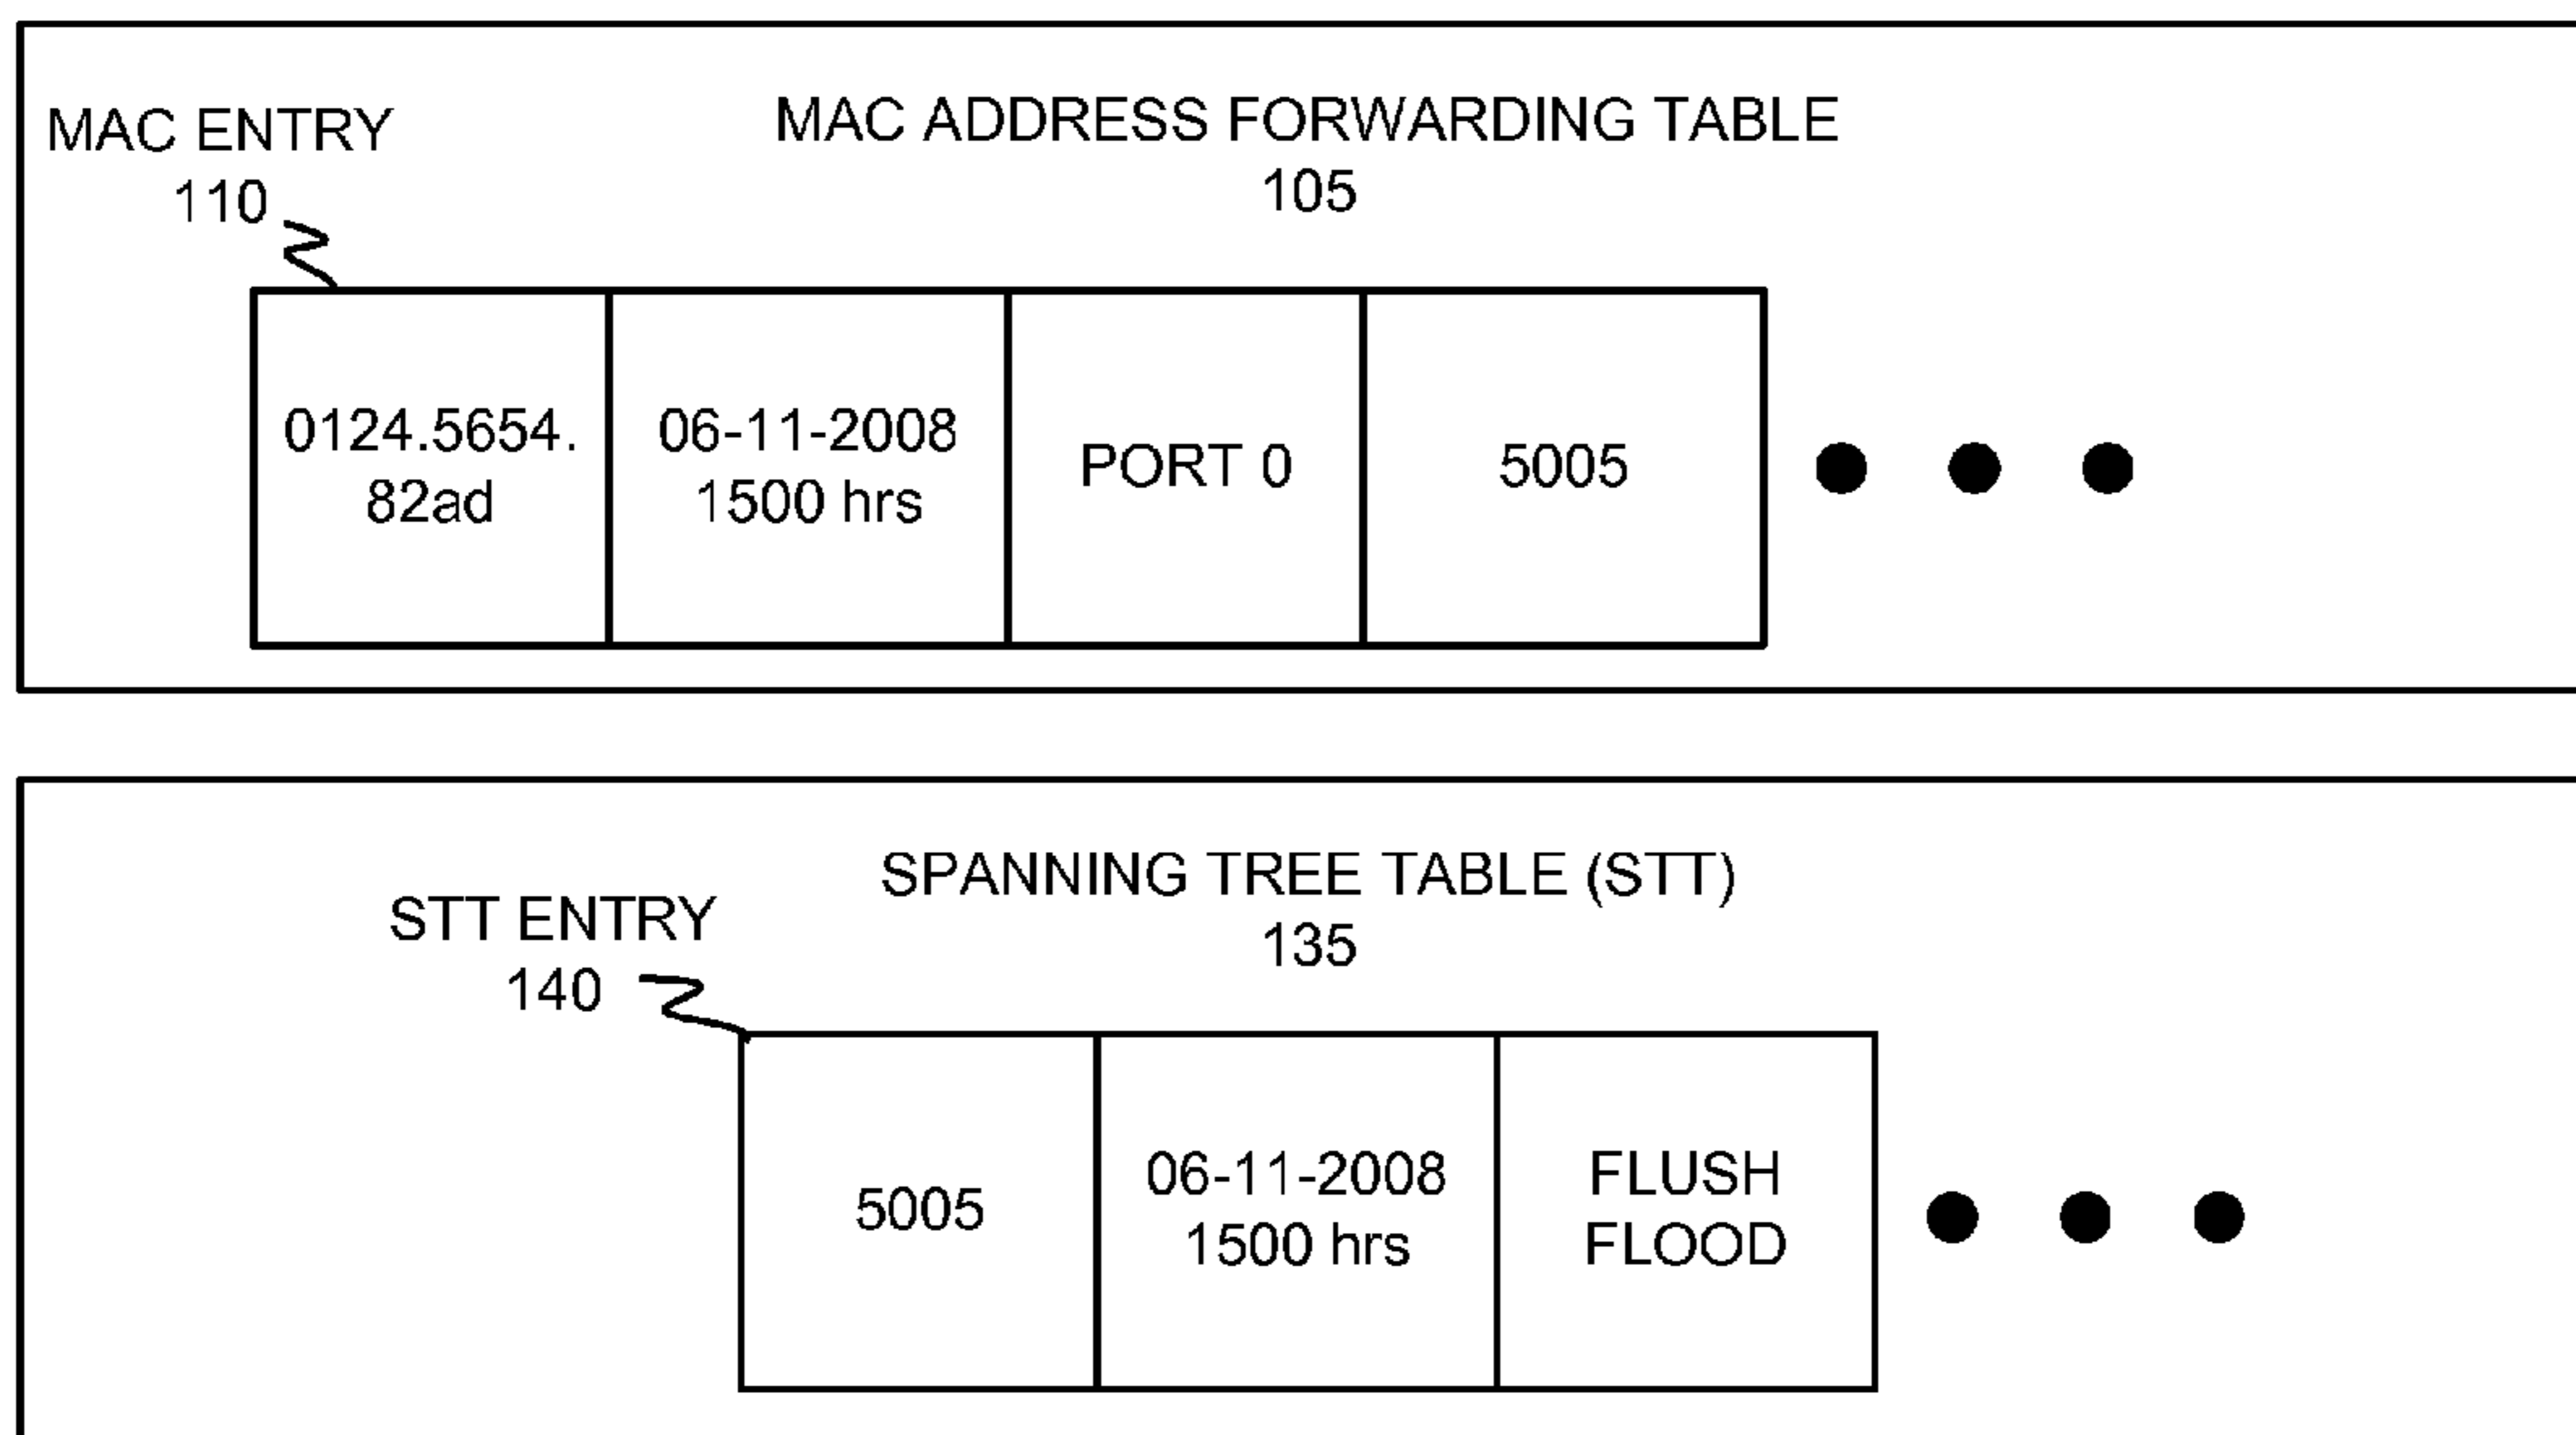 MAC ENTRY
110
MAC ADDRESS FORWARDING TABLE
105
0124.5654.
82ad
06-11-2008
1500 hrs
PORT 0
5005
SPANNING TREE TABLE (STT)
135
STT ENTRY
140
5005
06-11-2008
1500 hrs
FLUSH
FLOOD